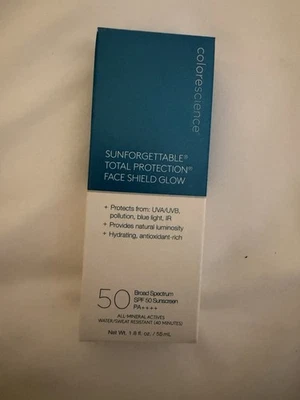 colorescience
SUNFORGETTABLE®
TOTAL PROTECTION®
FACE SHIELD GLOW
+ Protects from: UVA/UVB,
pollution, blue light, IR
+ Provides natural luminosity
+ Hydrating, antioxidant-rich
50
Broad Spectrum
SPF 50 Sunscreen
PA++++
ALL MINERAL ACTIVES
WATER/SWEAT RESISTANT (40 MINUTES)
Net Wt. 1.8 fl. oz. / 55 mL